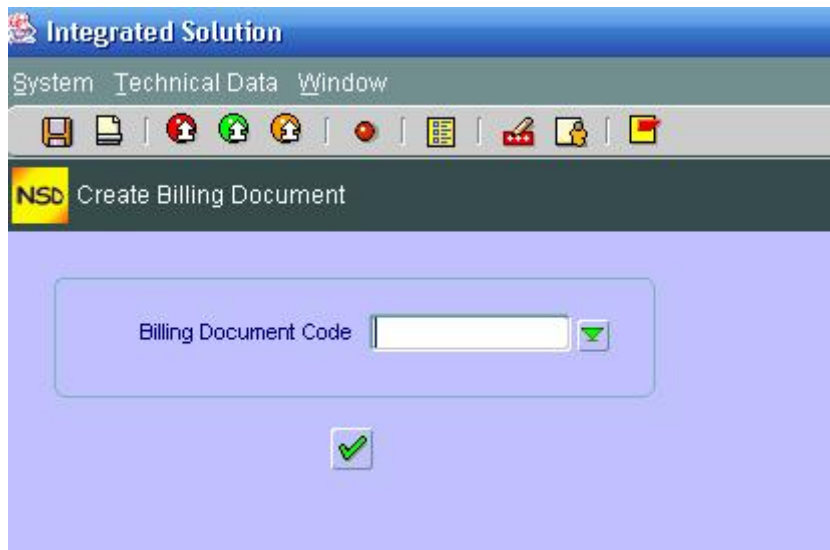 Integrated Solution
System Technical Data Window
NSD Create Billing Document
Billing Document Code